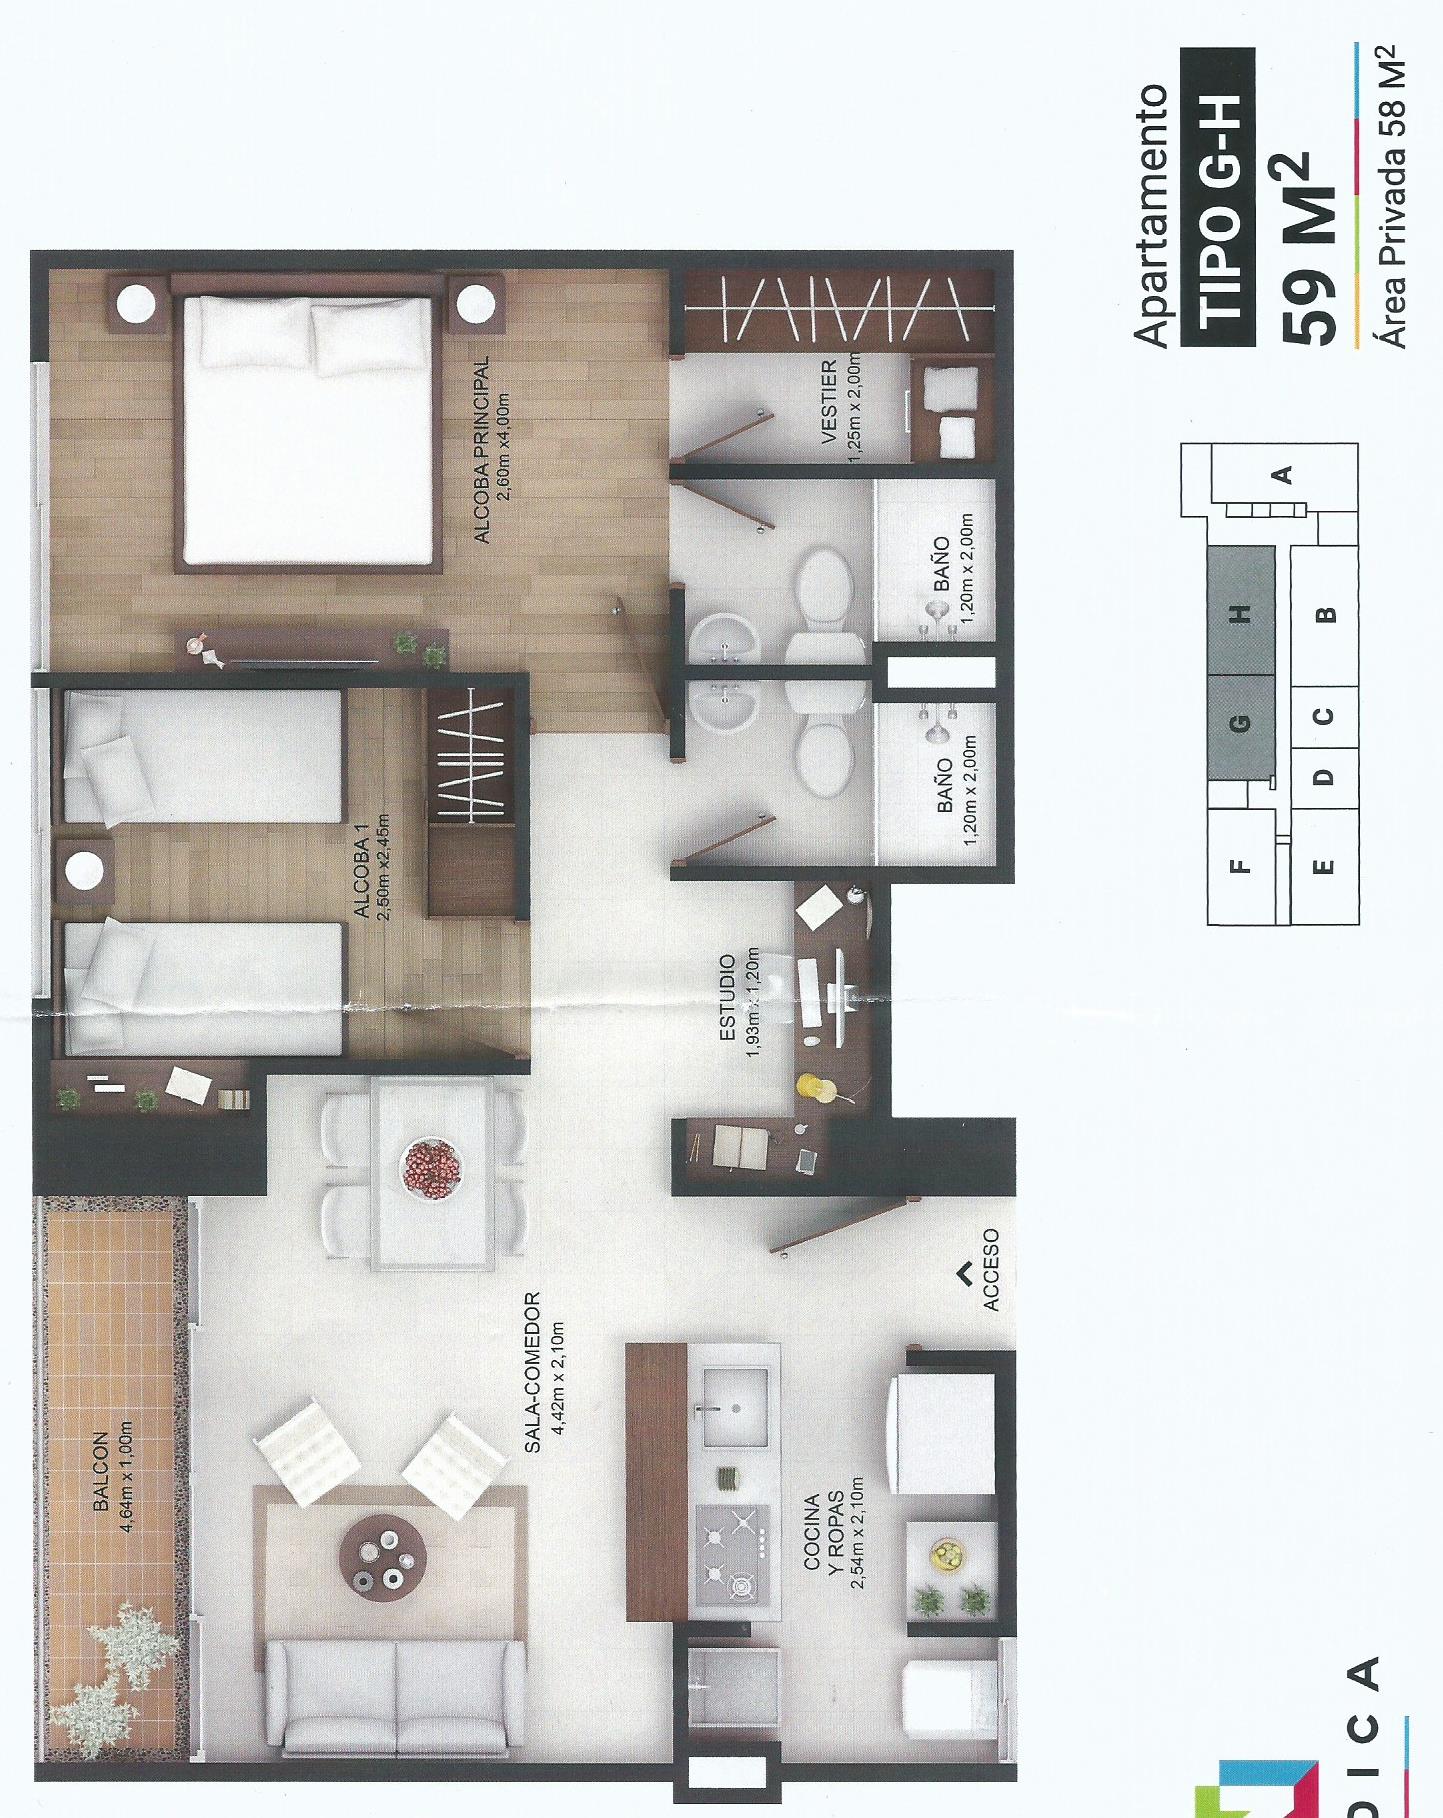 Apartamento
TIPO G-H
59 M²
Área Privada 58 M²
ALCOBA PRINCIPAL
2,60m x4,00m
VESTIER
1,25m x 2,00m
BAÑO
1,20m x 2,00m
ALCOBA 1
2,50m x2,45m
BAÑO
1,20m x 2,00m
ESTUDIO
1,93m x 1,20m
BALCON
4,64m x 1,00m
SALA-COMEDOR
4,42m x 2,10m
COCINA
Y ROPAS
2,54m x 2,10m
ACCESO
F
G
H
A
E
D
C
B
DICA